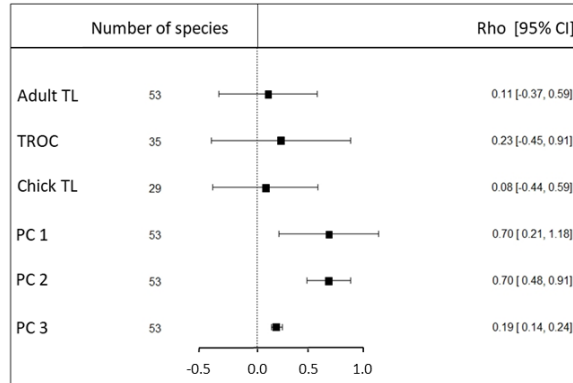 Number of species Rho [95% CI]
Adult TL 53 0.11 [-0.37, 0.59]
TROC 35 0.23 [-0.45, 0.91]
Chick TL 29 0.08 [-0.44, 0.59]
PC 1 53 0.70 [ 0.21, 1.18]
PC 2 53 0.70 [ 0.48, 0.91]
PC 3 53 0.19 [ 0.14, 0.24]
-0.5 0.0 0.5 1.0